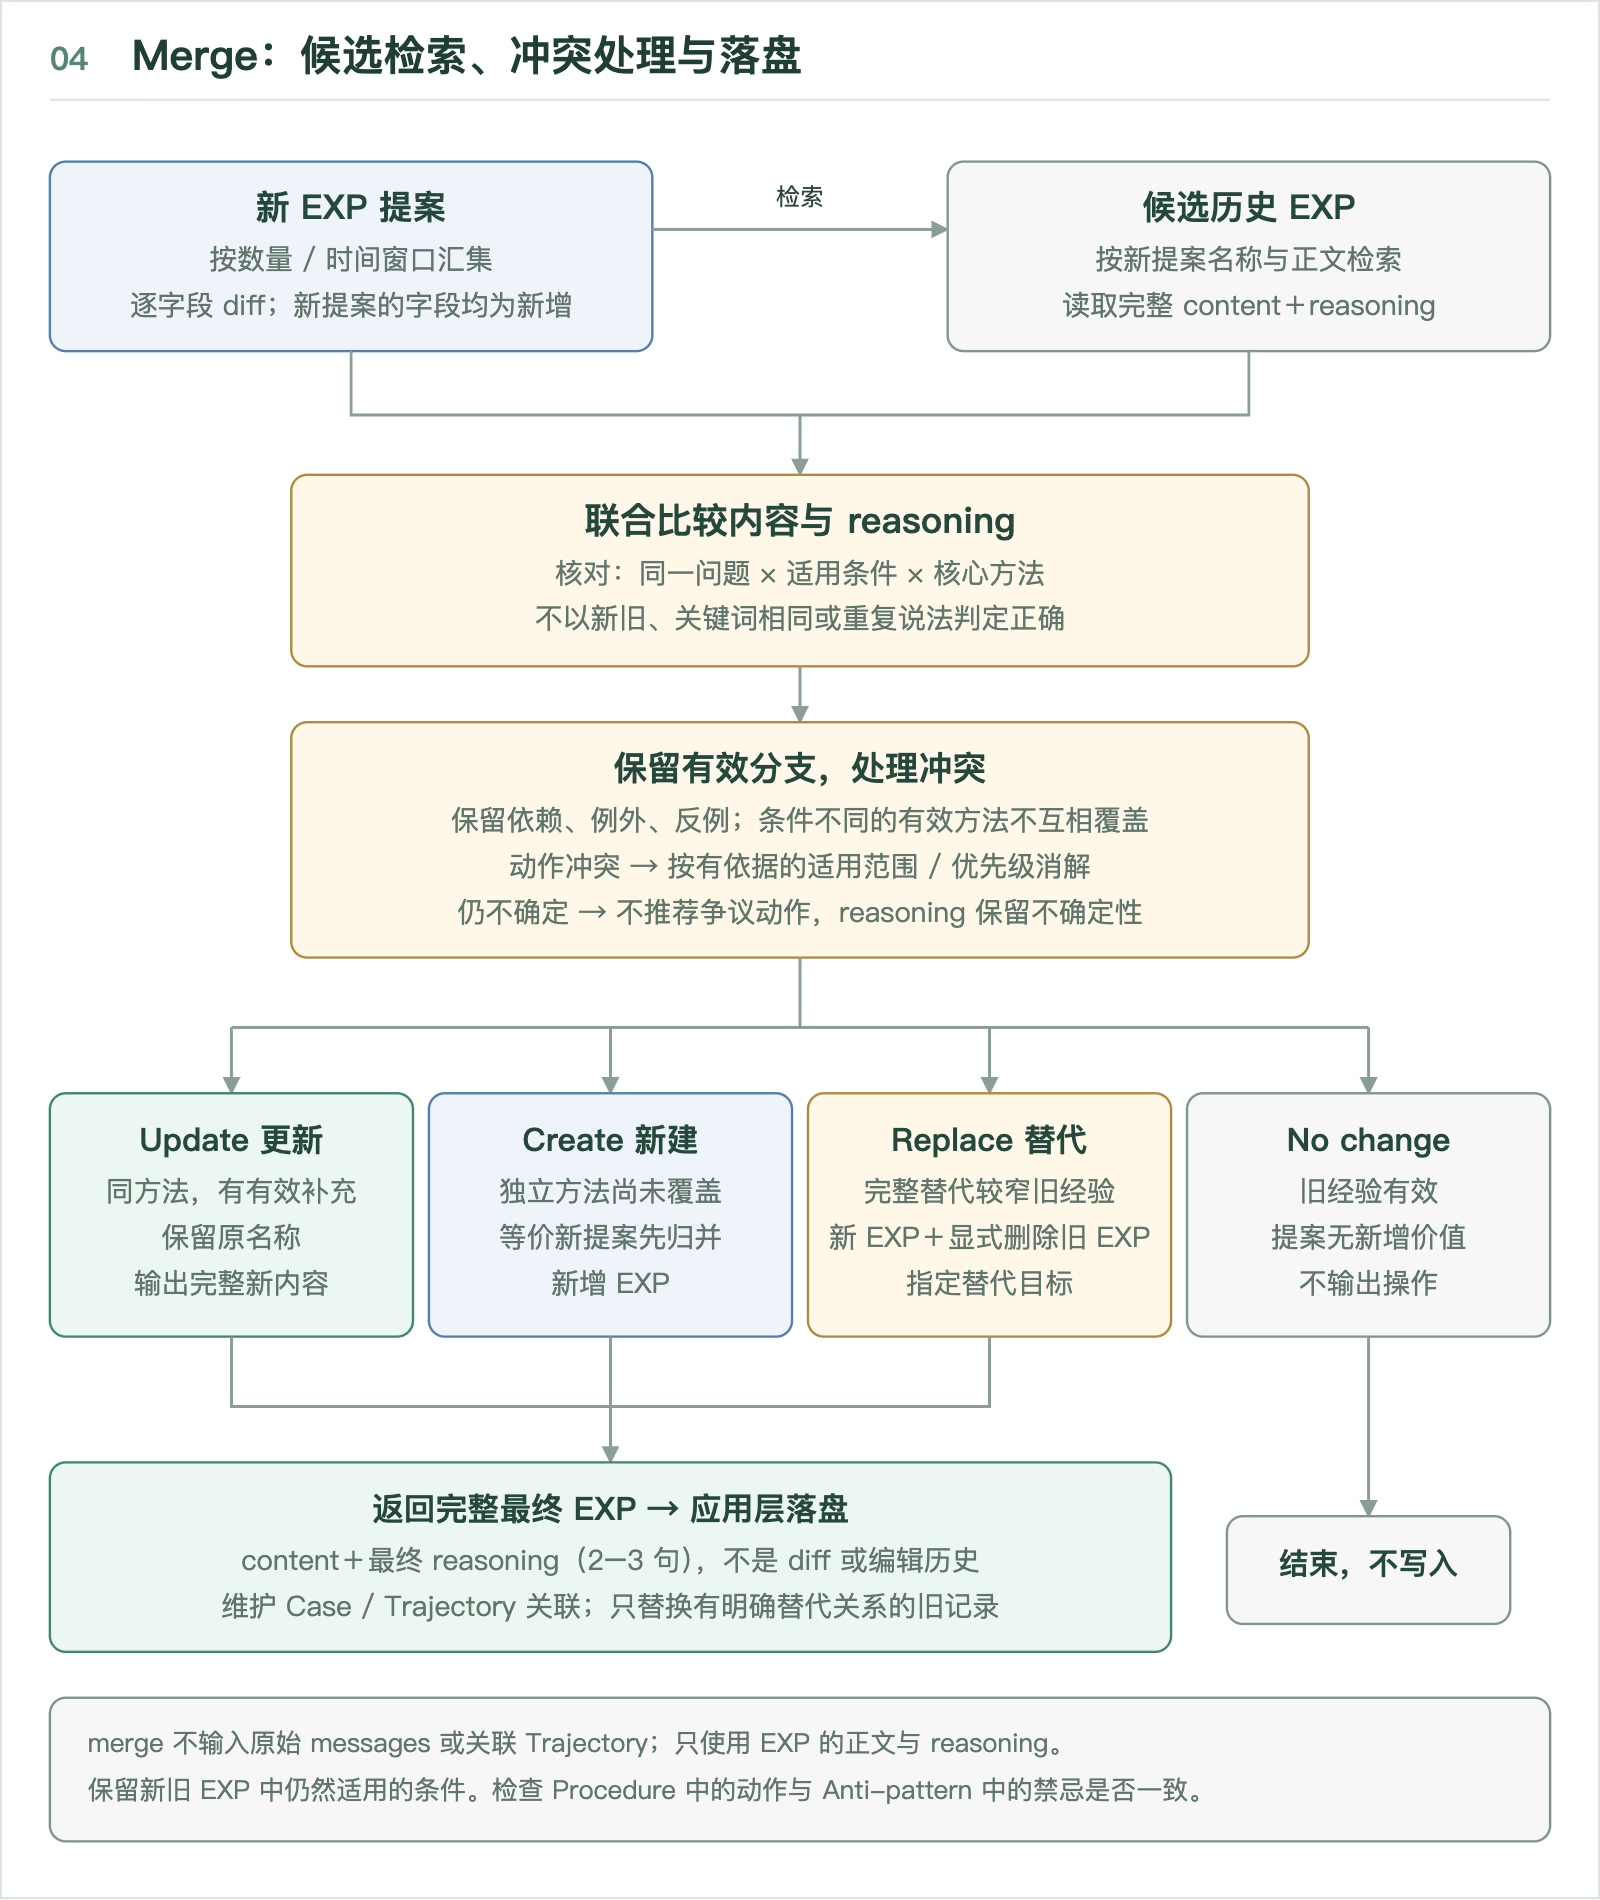 04 Merge：候选检索、冲突处理与落盘
新 EXP 提案
按数量 / 时间窗口汇集
逐字段 diff；新提案的字段均为新增
检索
候选历史 EXP
按新提案名称与正文检索
读取完整 content＋reasoning
联合比较内容与 reasoning
核对：同一问题 × 适用条件 × 核心方法
不以新旧、关键词相同或重复说法判定正确
保留有效分支，处理冲突
保留依赖、例外、反例；条件不同的有效方法不互相覆盖
动作冲突 → 按有依据的适用范围 / 优先级消解
仍不确定 → 不推荐争议动作，reasoning 保留不确定性
Update 更新
同方法，有有效补充
保留原名称
输出完整新内容
Create 新建
独立方法尚未覆盖
等价新提案先归并
新增 EXP
Replace 替代
完整替代较窄旧经验
新 EXP＋显式删除旧 EXP
指定替代目标
No change
旧经验有效
提案无新增价值
不输出操作
返回完整最终 EXP → 应用层落盘
content＋最终 reasoning（2–3 句），不是 diff 或编辑历史
维护 Case / Trajectory 关联；只替换有明确替代关系的旧记录
结束，不写入
merge 不输入原始 messages 或关联 Trajectory；只使用 EXP 的正文与 reasoning。
保留新旧 EXP 中仍然适用的条件。检查 Procedure 中的动作与 Anti-pattern 中的禁忌是否一致。